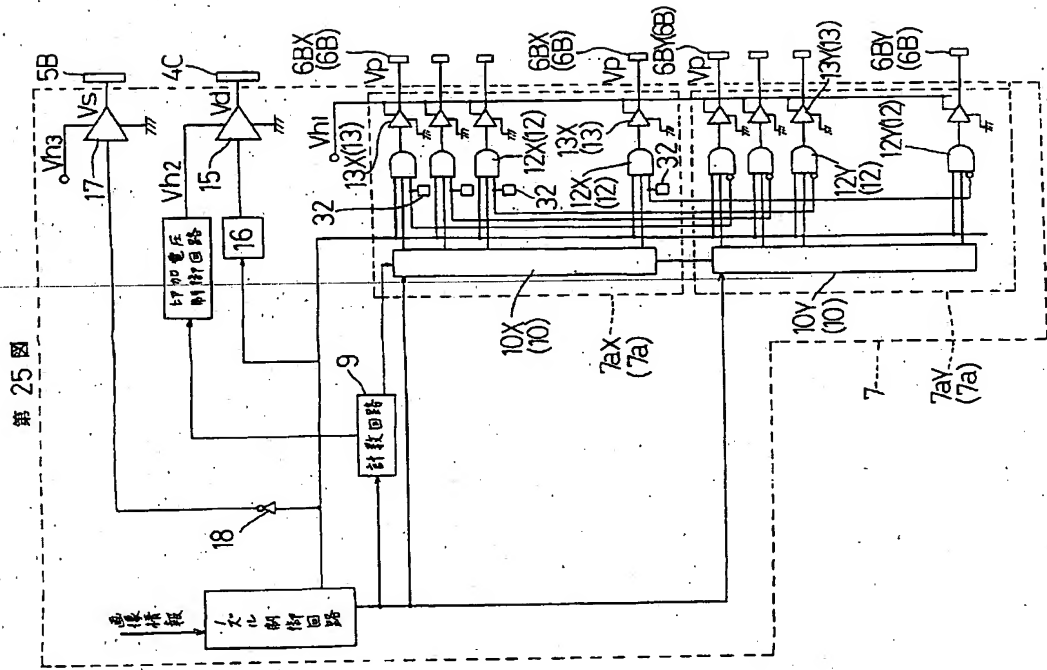 第 25 図
画像情報
ノズル制御回路
18
計数回路
9
印加電圧
制御回路
16
17
Vh3
Vs
5B
Vh2
15
Vd
4C
Vh1
13X(13)
6BX
(6B)
Vp
32
12X(12)
32
12X
(12)
13X
(13)
32
Vp
6BX
(6B)
Vp
6BY(6B)
13Y(13)
12Y(12)
12Y(12)
6BY
(6B)
10X
(10)
7aX
(7a)
10Y
(10)
7
7aY
(7a)